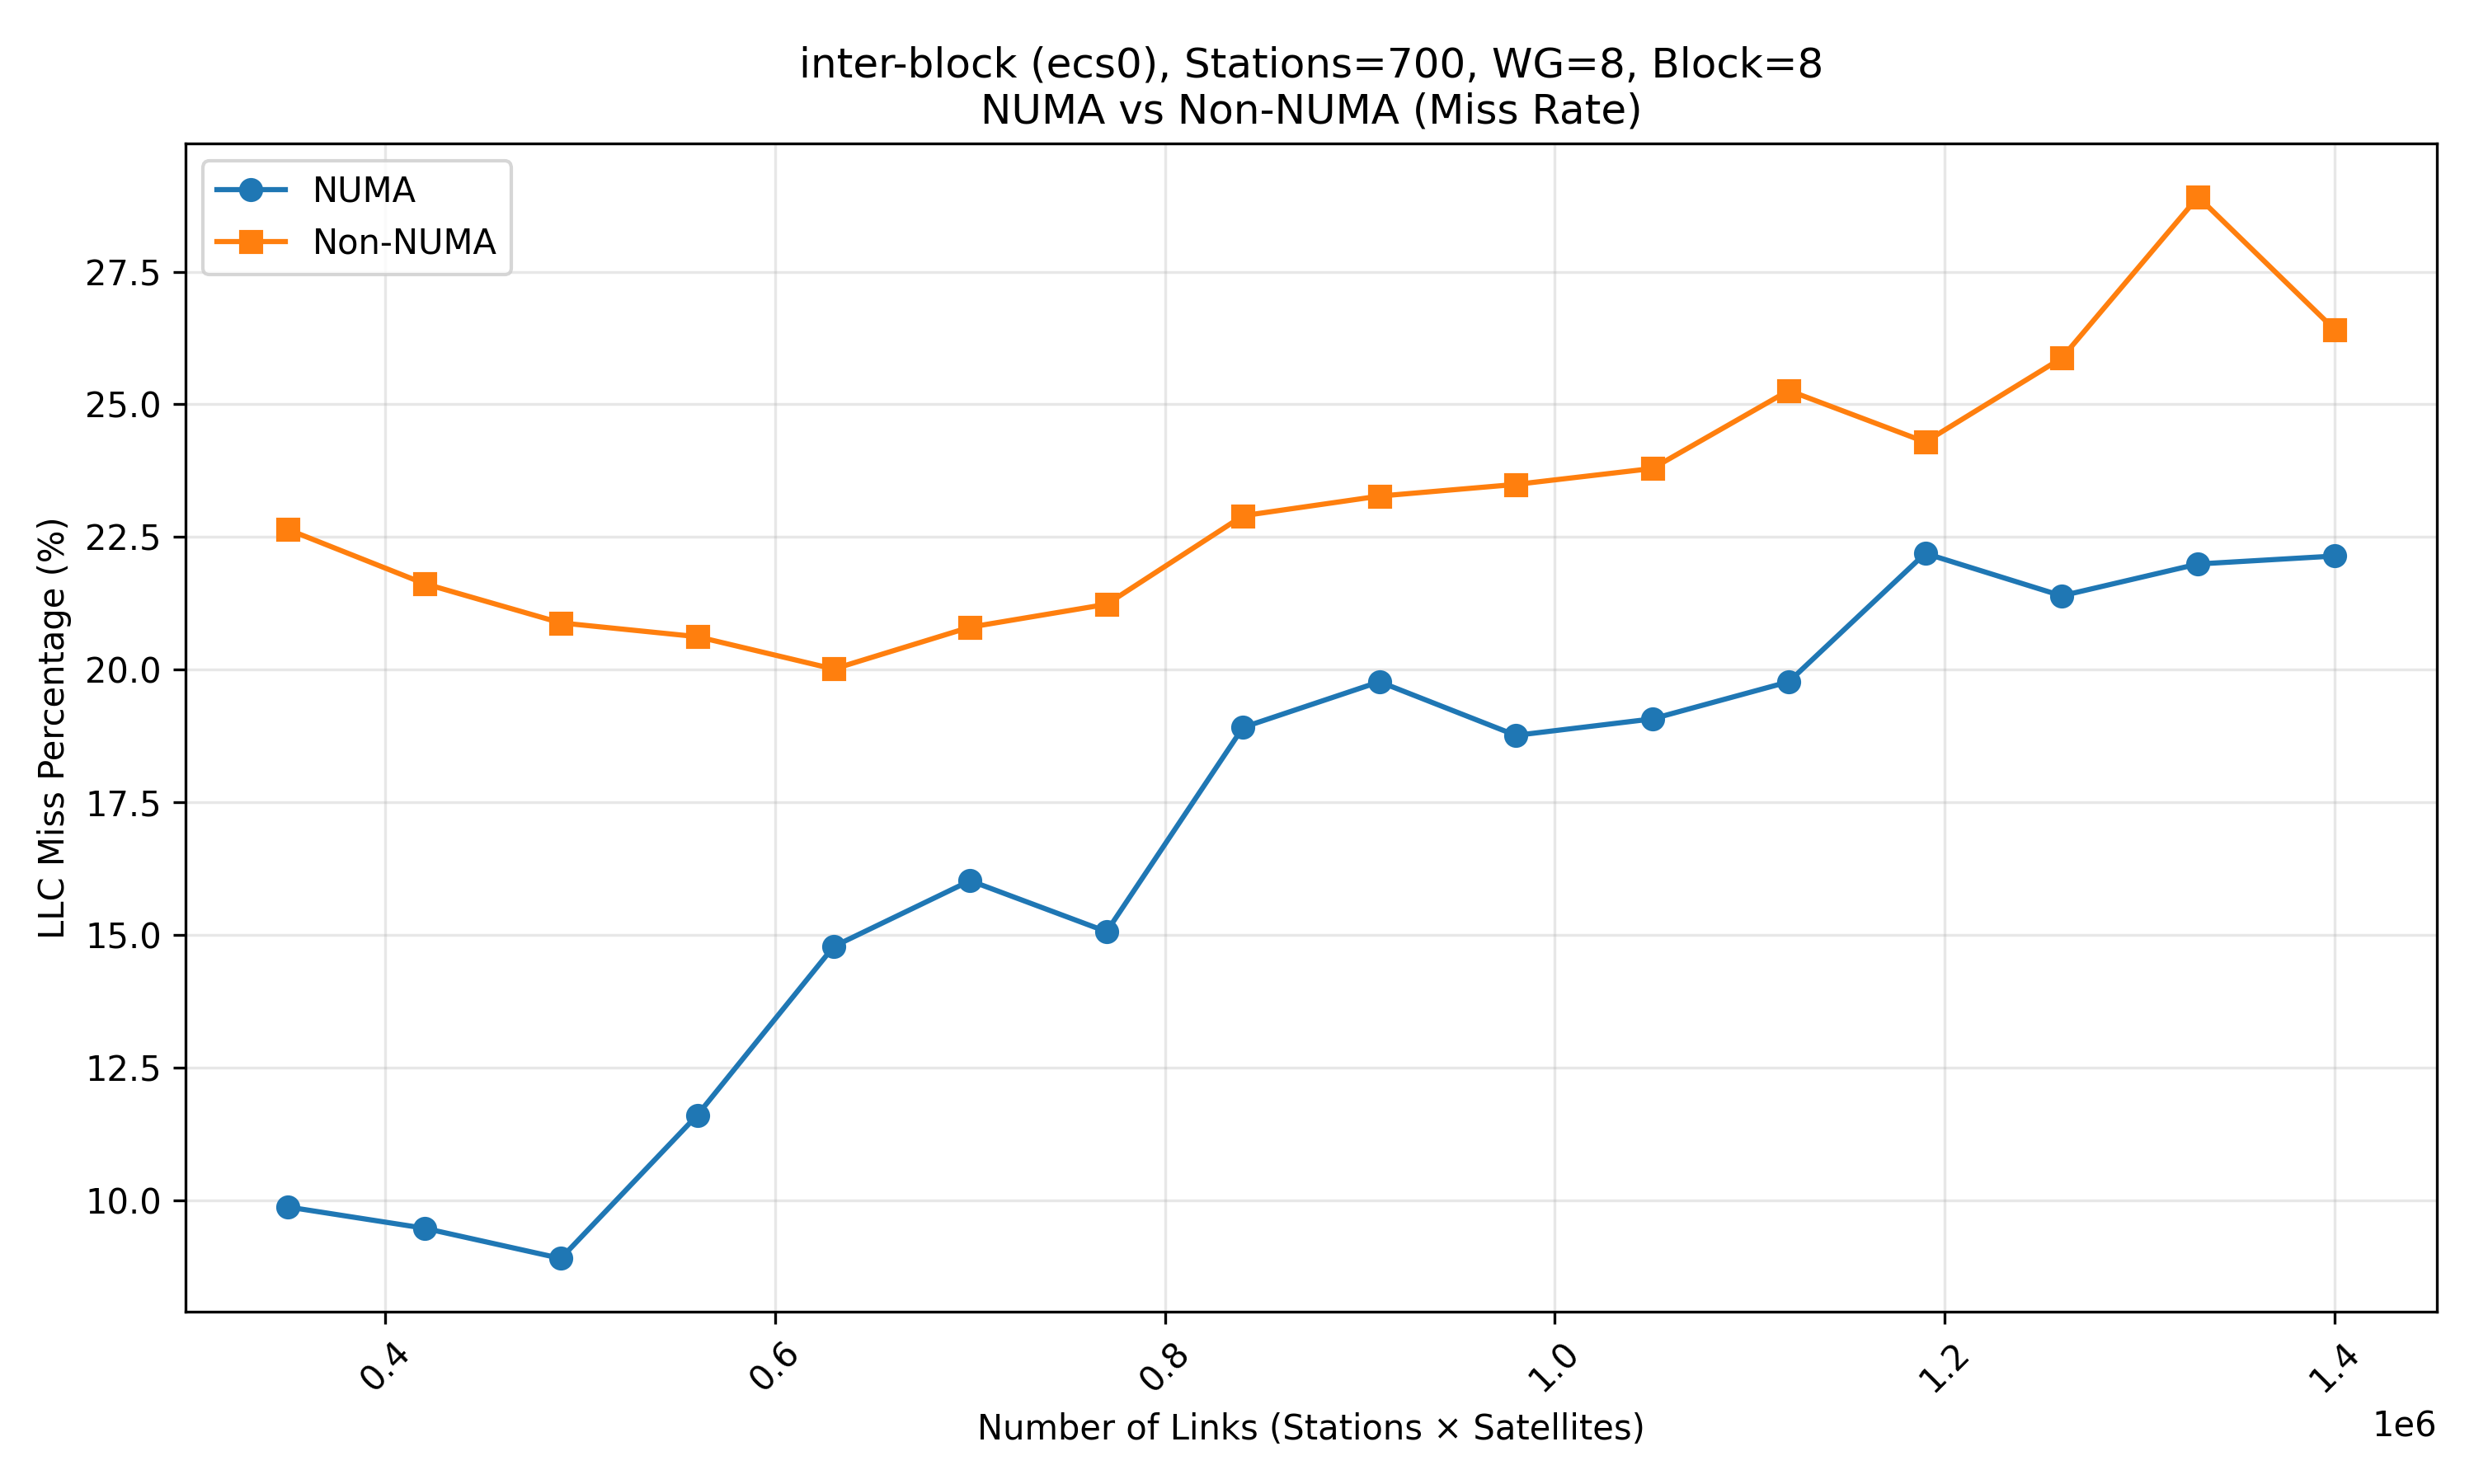 inter-block (ecs0), Stations=700, WG=8, Block=8
NUMA vs Non-NUMA (Miss Rate)
NUMA
Non-NUMA
LLC Miss Percentage (%)
27.5
25.0
22.5
20.0
17.5
15.0
12.5
10.0
0.4
0.6
0.8
1.0
1.2
1.4
1e6
Number of Links (Stations × Satellites)